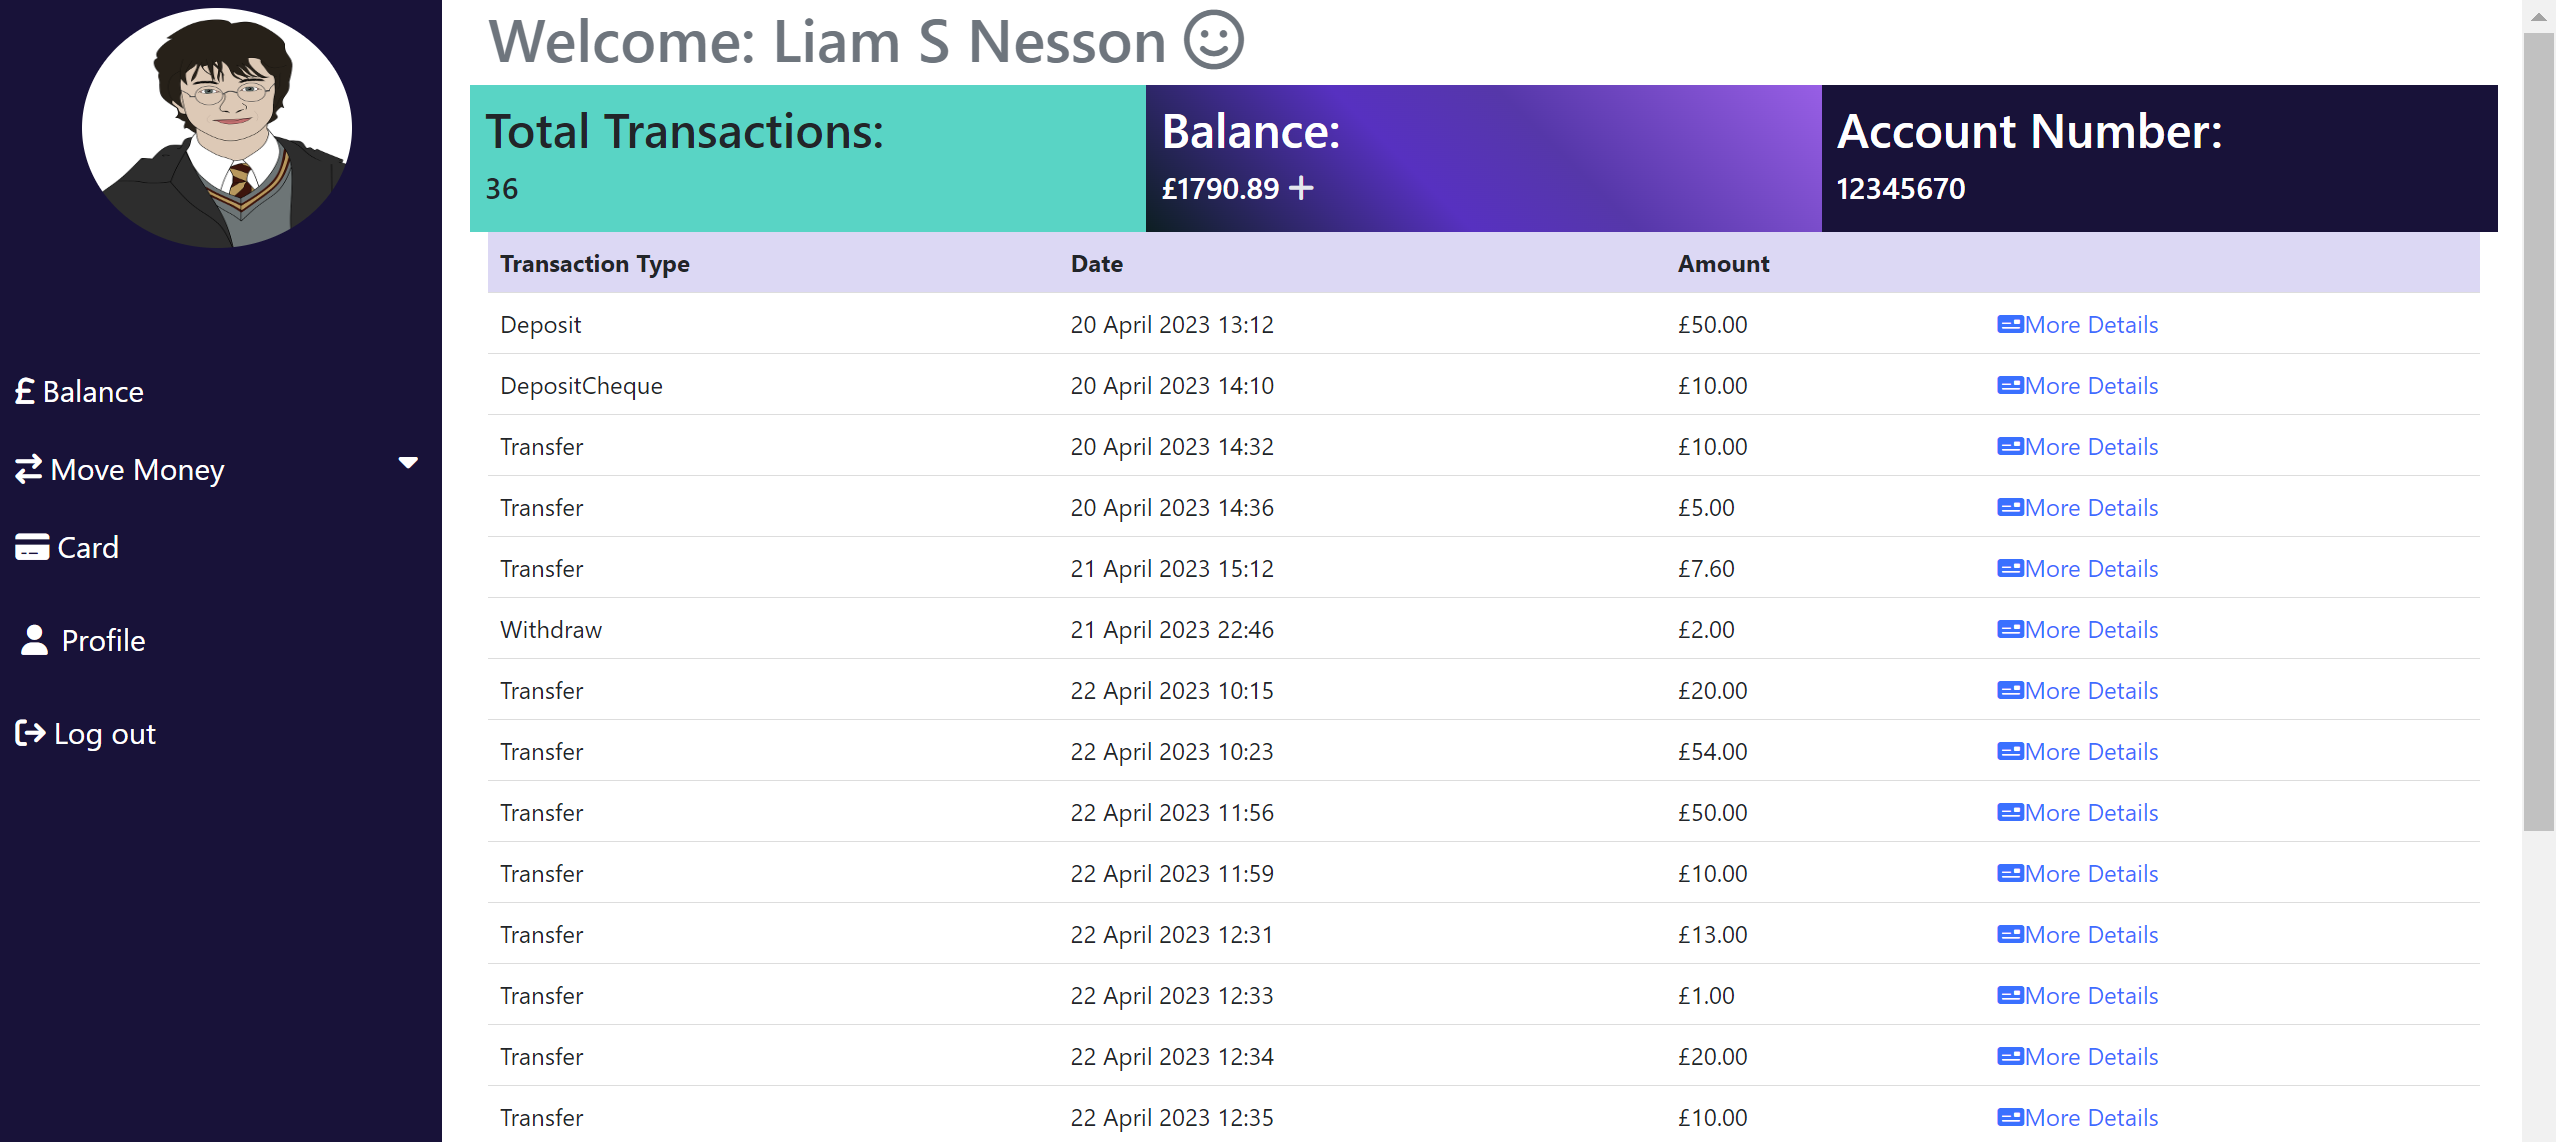 £ Balance
Move Money
Card
Profile
Log out
Welcome: Liam S Nesson
Total Transactions:
36
Balance:
£1790.89 +
Account Number:
12345670
Transaction Type Date Amount
Deposit 20 April 2023 13:12 £50.00 More Details
DepositCheque 20 April 2023 14:10 £10.00 More Details
Transfer 20 April 2023 14:32 £10.00 More Details
Transfer 20 April 2023 14:36 £5.00 More Details
Transfer 21 April 2023 15:12 £7.60 More Details
Withdraw 21 April 2023 22:46 £2.00 More Details
Transfer 22 April 2023 10:15 £20.00 More Details
Transfer 22 April 2023 10:23 £54.00 More Details
Transfer 22 April 2023 11:56 £50.00 More Details
Transfer 22 April 2023 11:59 £10.00 More Details
Transfer 22 April 2023 12:31 £13.00 More Details
Transfer 22 April 2023 12:33 £1.00 More Details
Transfer 22 April 2023 12:34 £20.00 More Details
Transfer 22 April 2023 12:35 £10.00 More Details